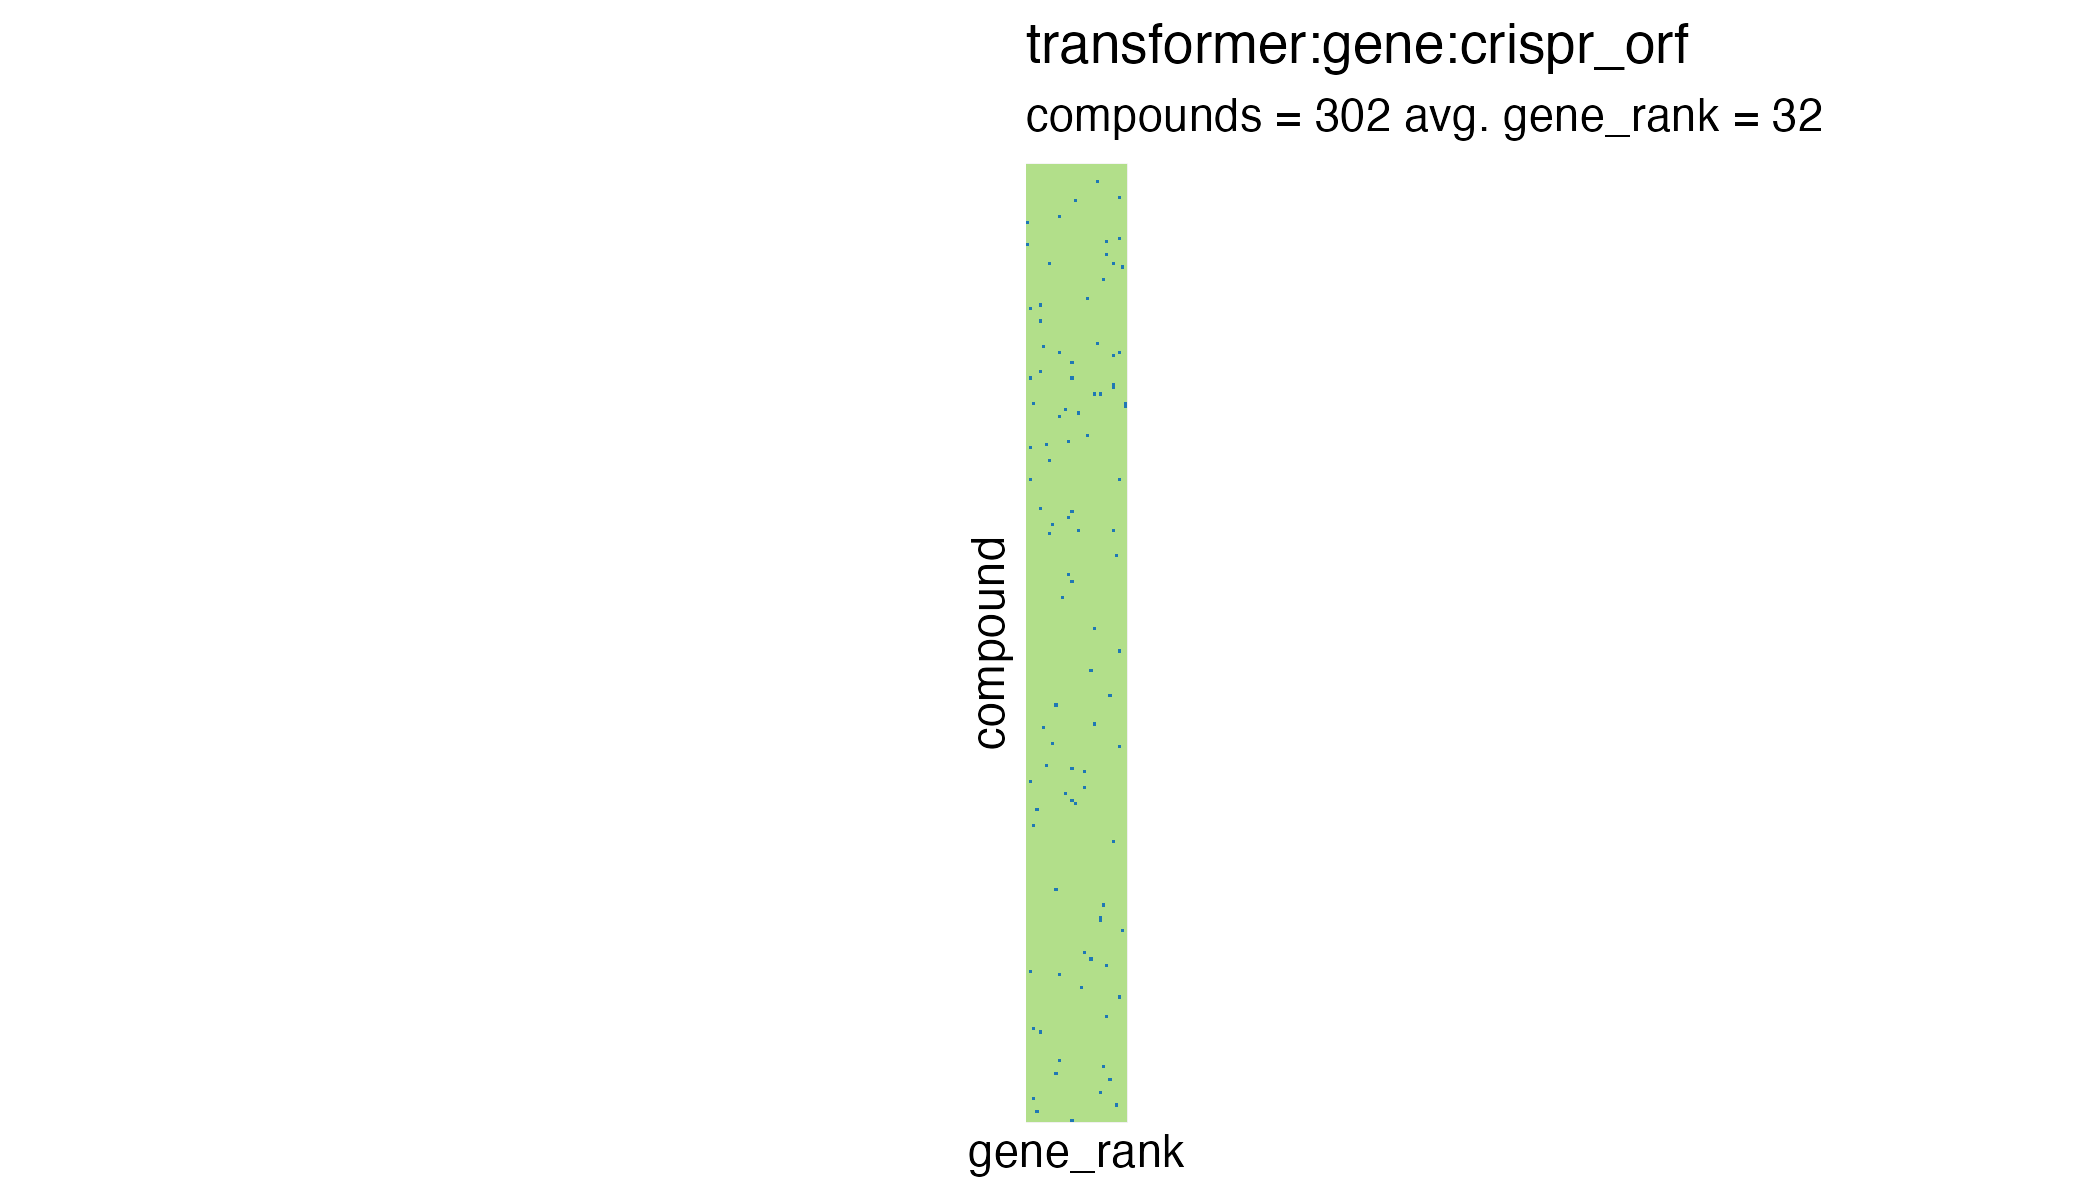 transformer:gene:crispr_orf
compounds = 302 avg. gene_rank = 32
compound
gene_rank